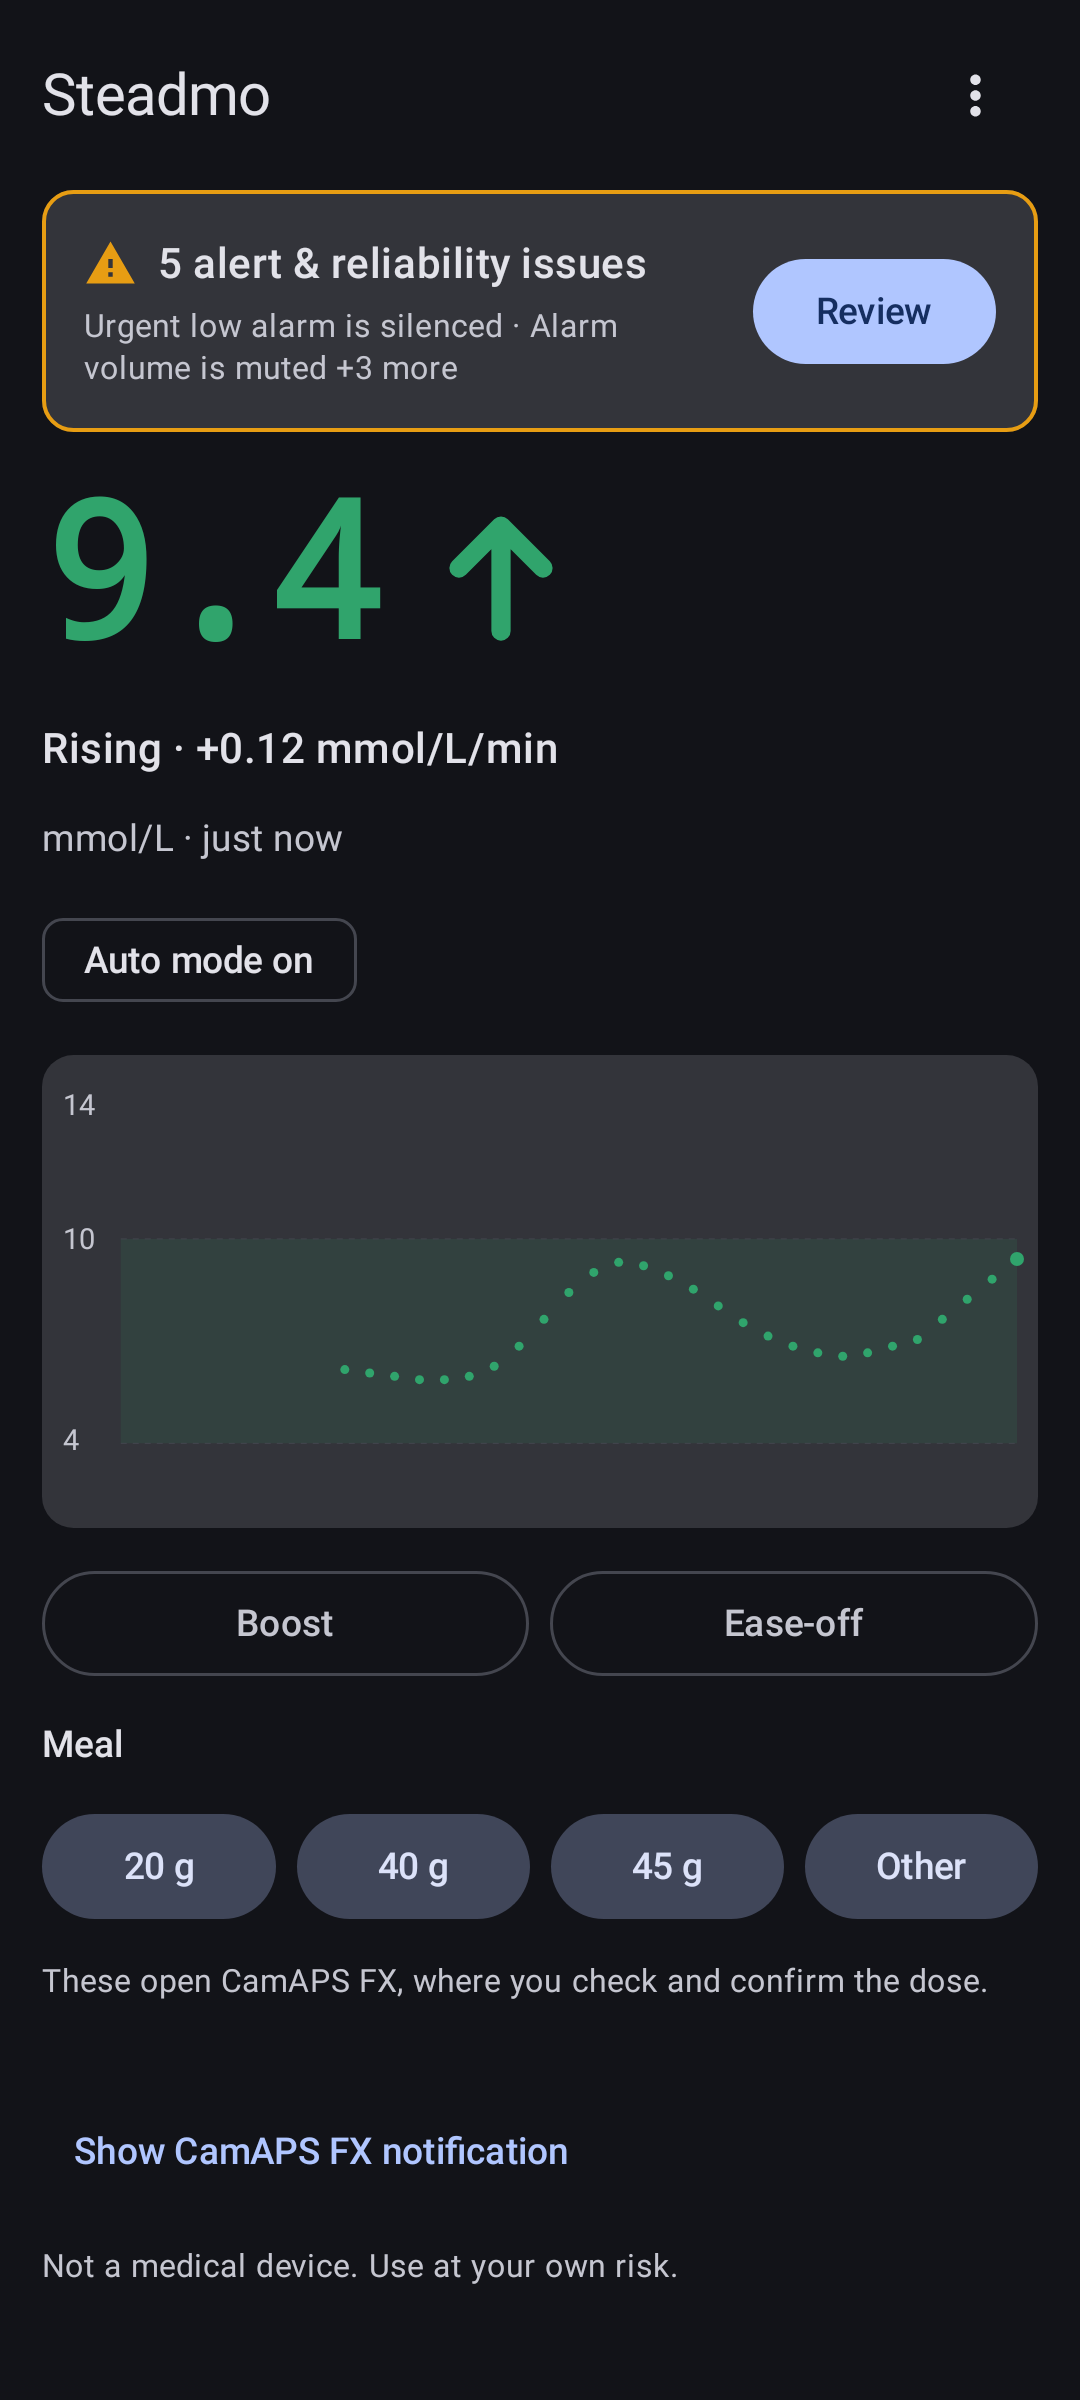 Steadmo
5 alert & reliability issues
Urgent low alarm is silenced · Alarm
volume is muted +3 more
Review
9.4
Rising · +0.12 mmol/L/min
mmol/L · just now
Auto mode on
14
10
4
Boost
Ease-off
Meal
20 g
40 g
45 g
Other
These open CamAPS FX, where you check and confirm the dose.
Show CamAPS FX notification
Not a medical device. Use at your own risk.